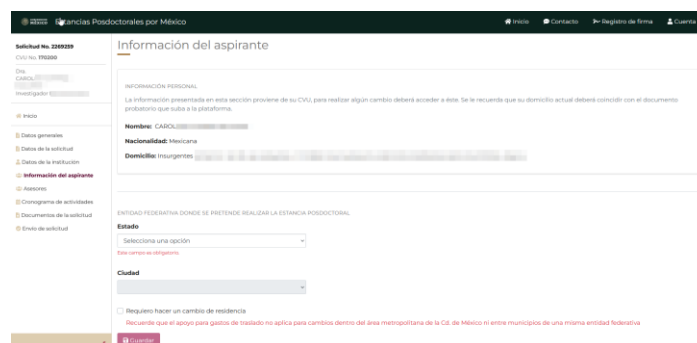 Estancias Posdoctorales por México
Inicio
Contacto
Registro de firma
Cuenta
Solicitud No. 2269259
CVU No. 170200
Dra.
CAROL
Investigador
Inicio
Datos generales
Datos de la solicitud
Datos de la institución
Información del aspirante
Asesores
Cronograma de actividades
Documentos de la solicitud
Envío de solicitud
Información del aspirante
INFORMACIÓN PERSONAL
La información presentada en esta sección proviene de su CVU, para realizar algún cambio deberá acceder a éste. Se le recuerda que su domicilio actual deberá coincidir con el documento
probatorio que suba a la plataforma.
Nombre: CAROL
Nacionalidad: Mexicana
Domicilio: Insurgentes
ENTIDAD FEDERATIVA DONDE SE PRETENDE REALIZAR LA ESTANCIA POSDOCTORAL
Estado
Selecciona una opción
Este campo es obligatorio
Ciudad
Requiero hacer un cambio de residencia
Recuerde que el apoyo para gastos de traslado no aplica para cambios dentro del área metropolitana de la Cd. de México ni entre municipios de una misma entidad federativa
Guardar